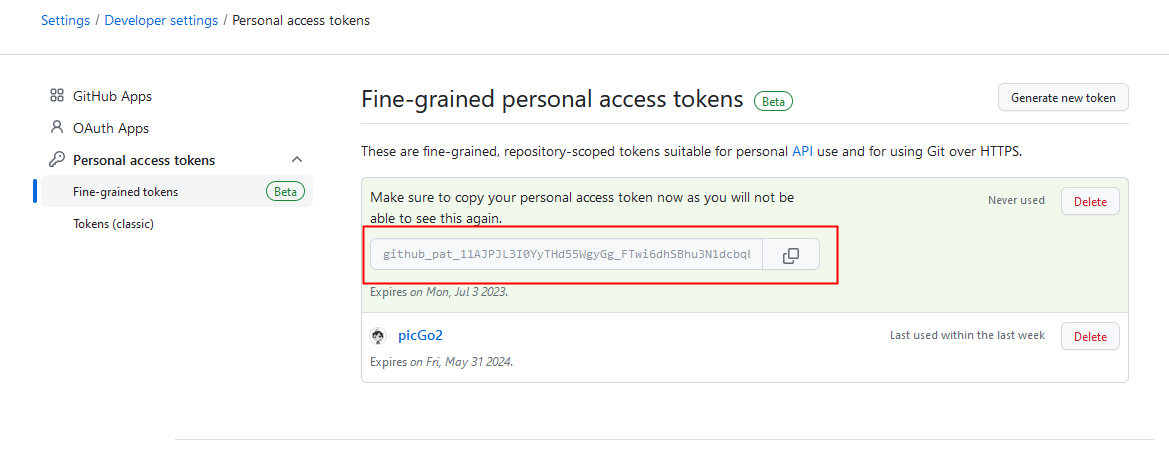 Settings / Developer settings / Personal access tokens
GitHub Apps
OAuth Apps
Personal access tokens
Fine-grained tokens Beta
Tokens (classic)
Fine-grained personal access tokens Beta
Generate new token
These are fine-grained, repository-scoped tokens suitable for personal API use and for using Git over HTTPS.
Make sure to copy your personal access token now as you will not be
able to see this again.
Never used
Delete
github_pat_11AJPJL3I0YyTHd55WgyGg_FTwi6dhSBhu3N1dcbq
Expires on Mon, Jul 3 2023.
picGo2
Last used within the last week
Delete
Expires on Fri, May 31 2024.